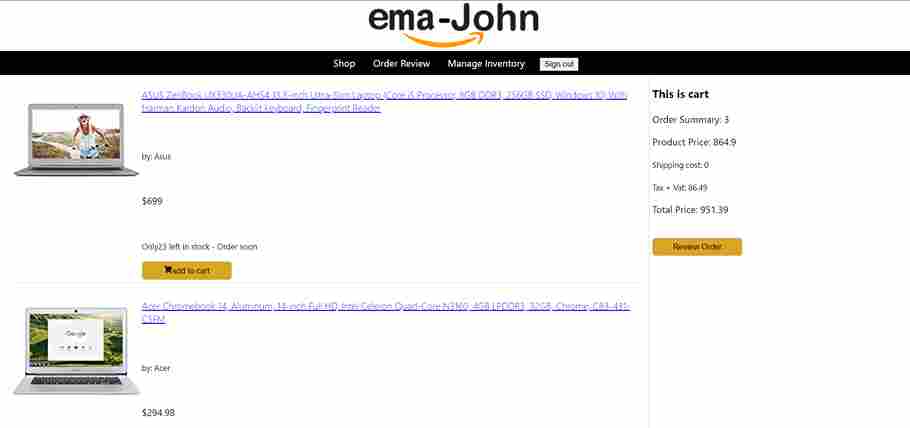 ema-John
Shop Order Review Manage Inventory Sign out
ASUS ZenBook UX330UA-AH54 13.3-inch Ultra-Slim Laptop (Core i5 Processor, 8GB DDR3, 256GB SSD, Windows 10) With
Harman Kardon Audio, Backlit keyboard, Fingerprint Reader
by: Asus
$699
Only23 left in stock - Order soon
add to cart
Acer Chromebook 14, Aluminum, 14-inch Full HD, Intel Celeron Quad-Core N3160, 4GB LPDDR3, 32GB, Chrome, CB3-431-
C5FM
Google
by: Acer
$294.98
This is cart
Order Summary: 3
Product Price: 864.9
Shipping cost: 0
Tax + Vat: 86.49
Total Price: 951.39
Review Order